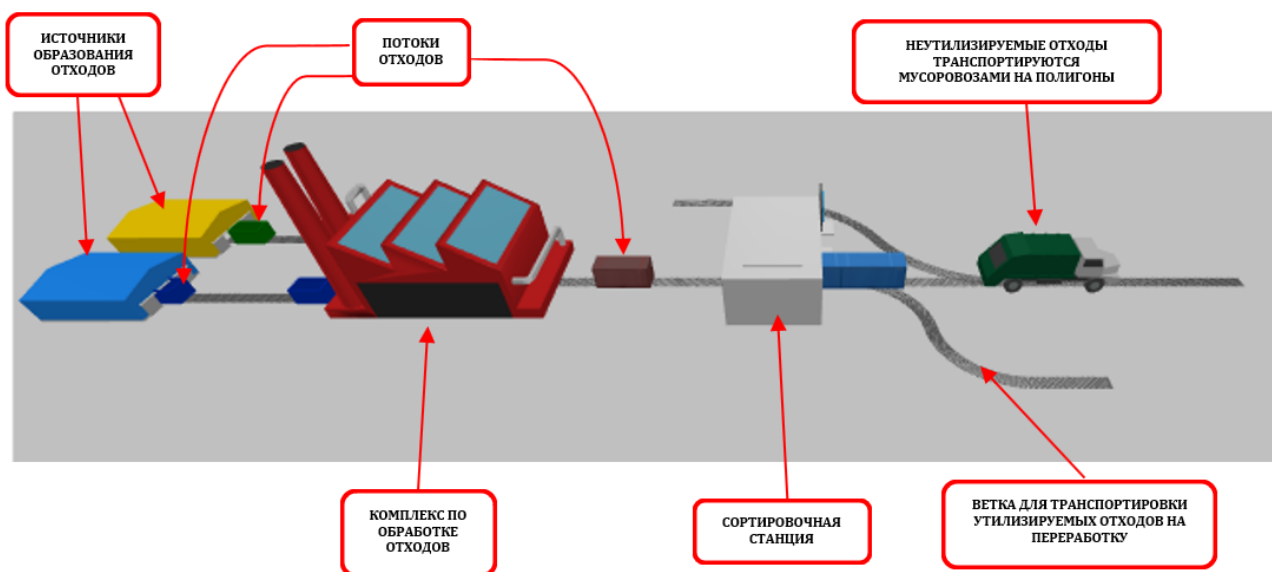 ИСТОЧНИКИ
ОБРАЗОВАНИЯ
ОТХОДОВ
ПОТОКИ
ОТХОДОВ
НЕУТИЛИЗИРУЕМЫЕ ОТХОДЫ
ТРАНСПОРТИРУЮТСЯ
МУСОРОВОЗАМИ НА ПОЛИГОНЫ
КОМПЛЕКС ПО
ОБРАБОТКЕ
ОТХОДОВ
СОРТИРОВОЧНАЯ
СТАНЦИЯ
ВЕТКА ДЛЯ ТРАНСПОРТИРОВКИ
УТИЛИЗИРУЕМЫХ ОТХОДОВ НА
ПЕРЕРАБОТКУ